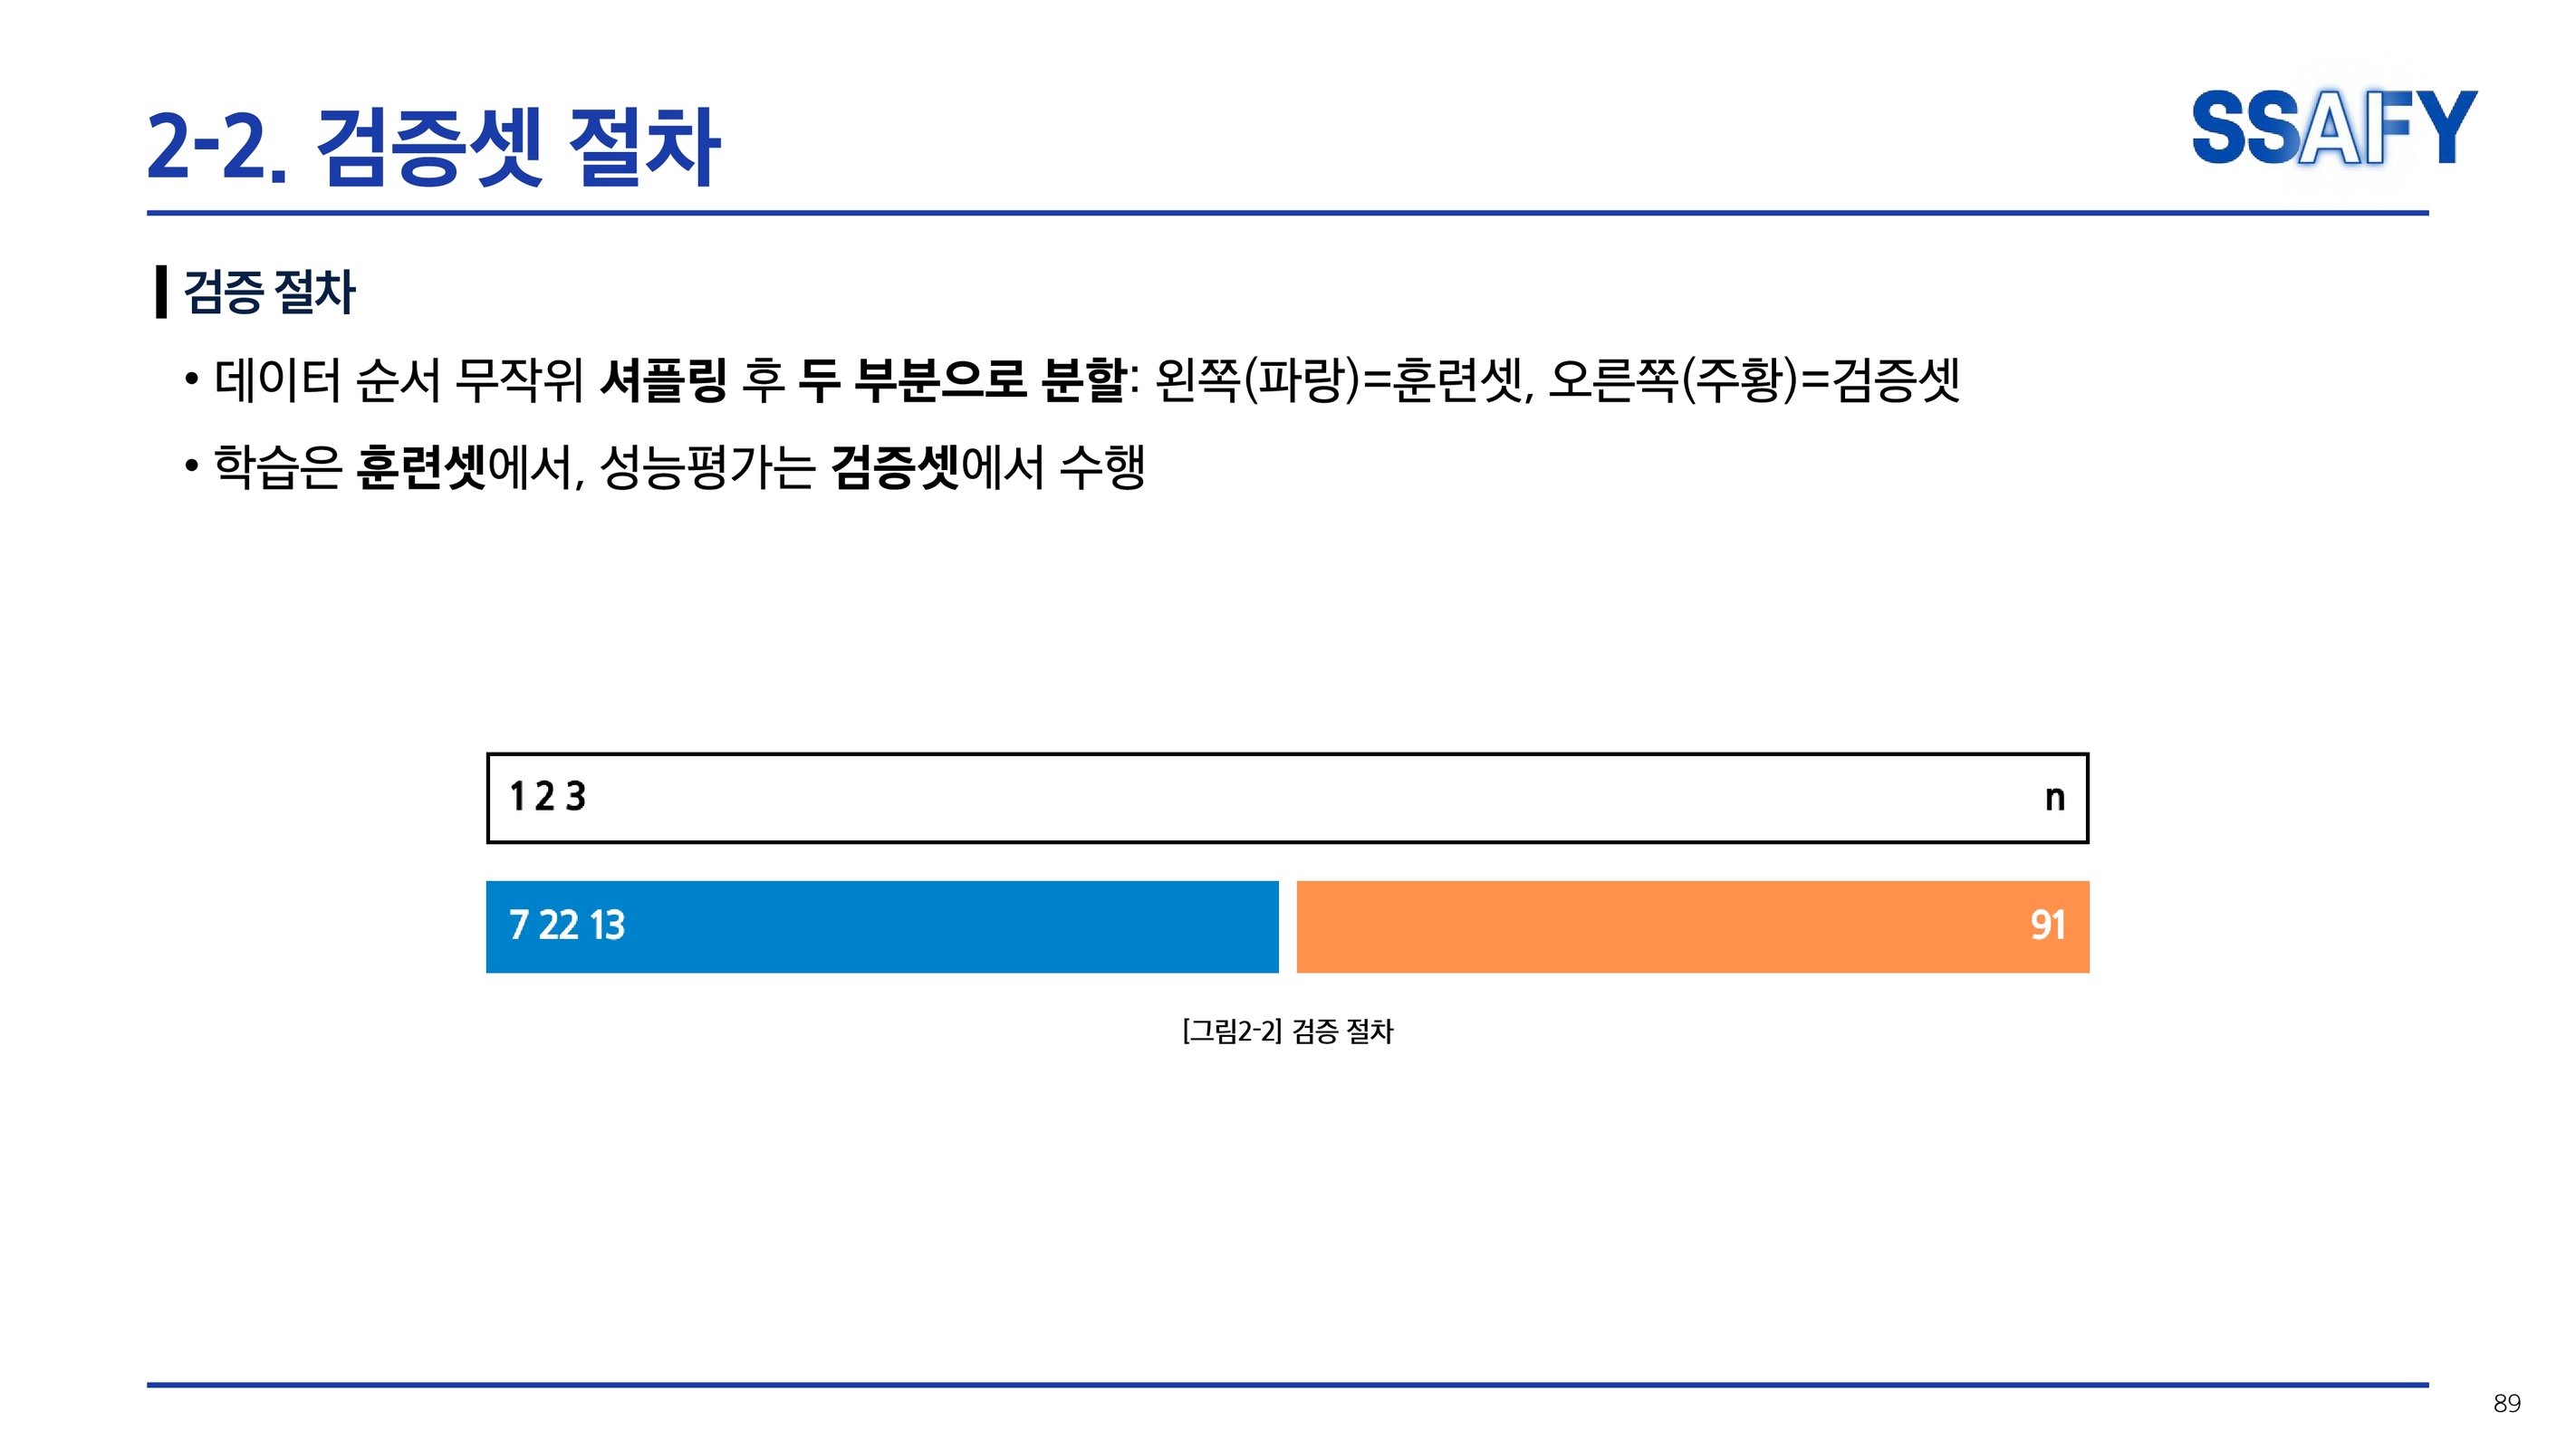 2-2. 검증셋 절차
SSAFY
검증 절차
• 데이터 순서 무작위 셔플링 후 두 부분으로 분할: 왼쪽(파랑)=훈련셋, 오른쪽(주황)=검증셋
• 학습은 훈련셋에서, 성능평가는 검증셋에서 수행
1 2 3 n
7 22 13 91
[그림2-2] 검증 절차
89